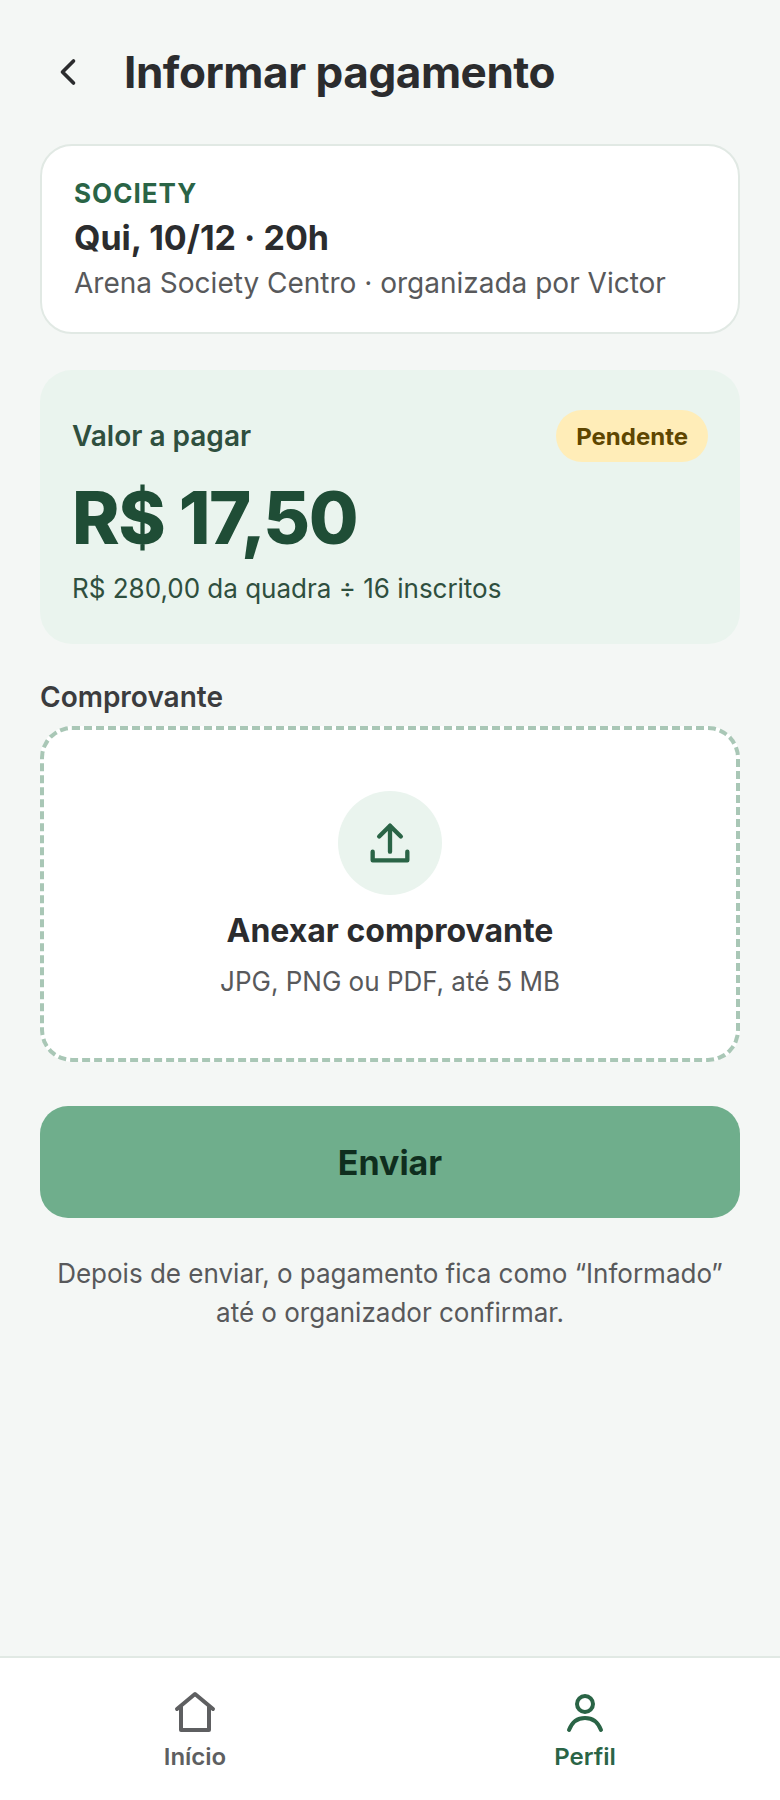 Informar pagamento
SOCIETY
Qui, 10/12 · 20h
Arena Society Centro · organizada por Victor
Valor a pagar
Pendente
R$ 17,50
R$ 280,00 da quadra ÷ 16 inscritos
Comprovante
Anexar comprovante
JPG, PNG ou PDF, até 5 MB
Enviar
Depois de enviar, o pagamento fica como “Informado”
até o organizador confirmar.
Início
Perfil